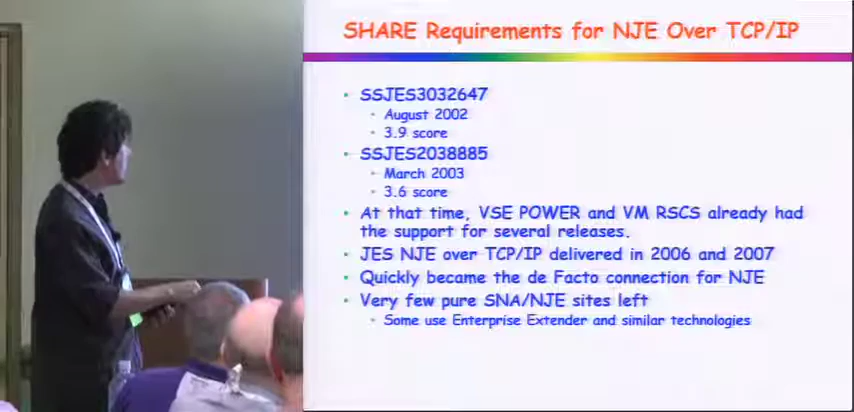 SHARE Requirements for NJE Over TCP/IP
SSJES3032647
August 2002
3.9 score
SSJES2038885
March 2003
3.6 score
At that time, VSE POWER and VM RSCS already had
the support for several releases.
JES NJE over TCP/IP delivered in 2006 and 2007
Quickly became the de Facto connection for NJE
Very few pure SNA/NJE sites left
Some use Enterprise Extender and similar technologies